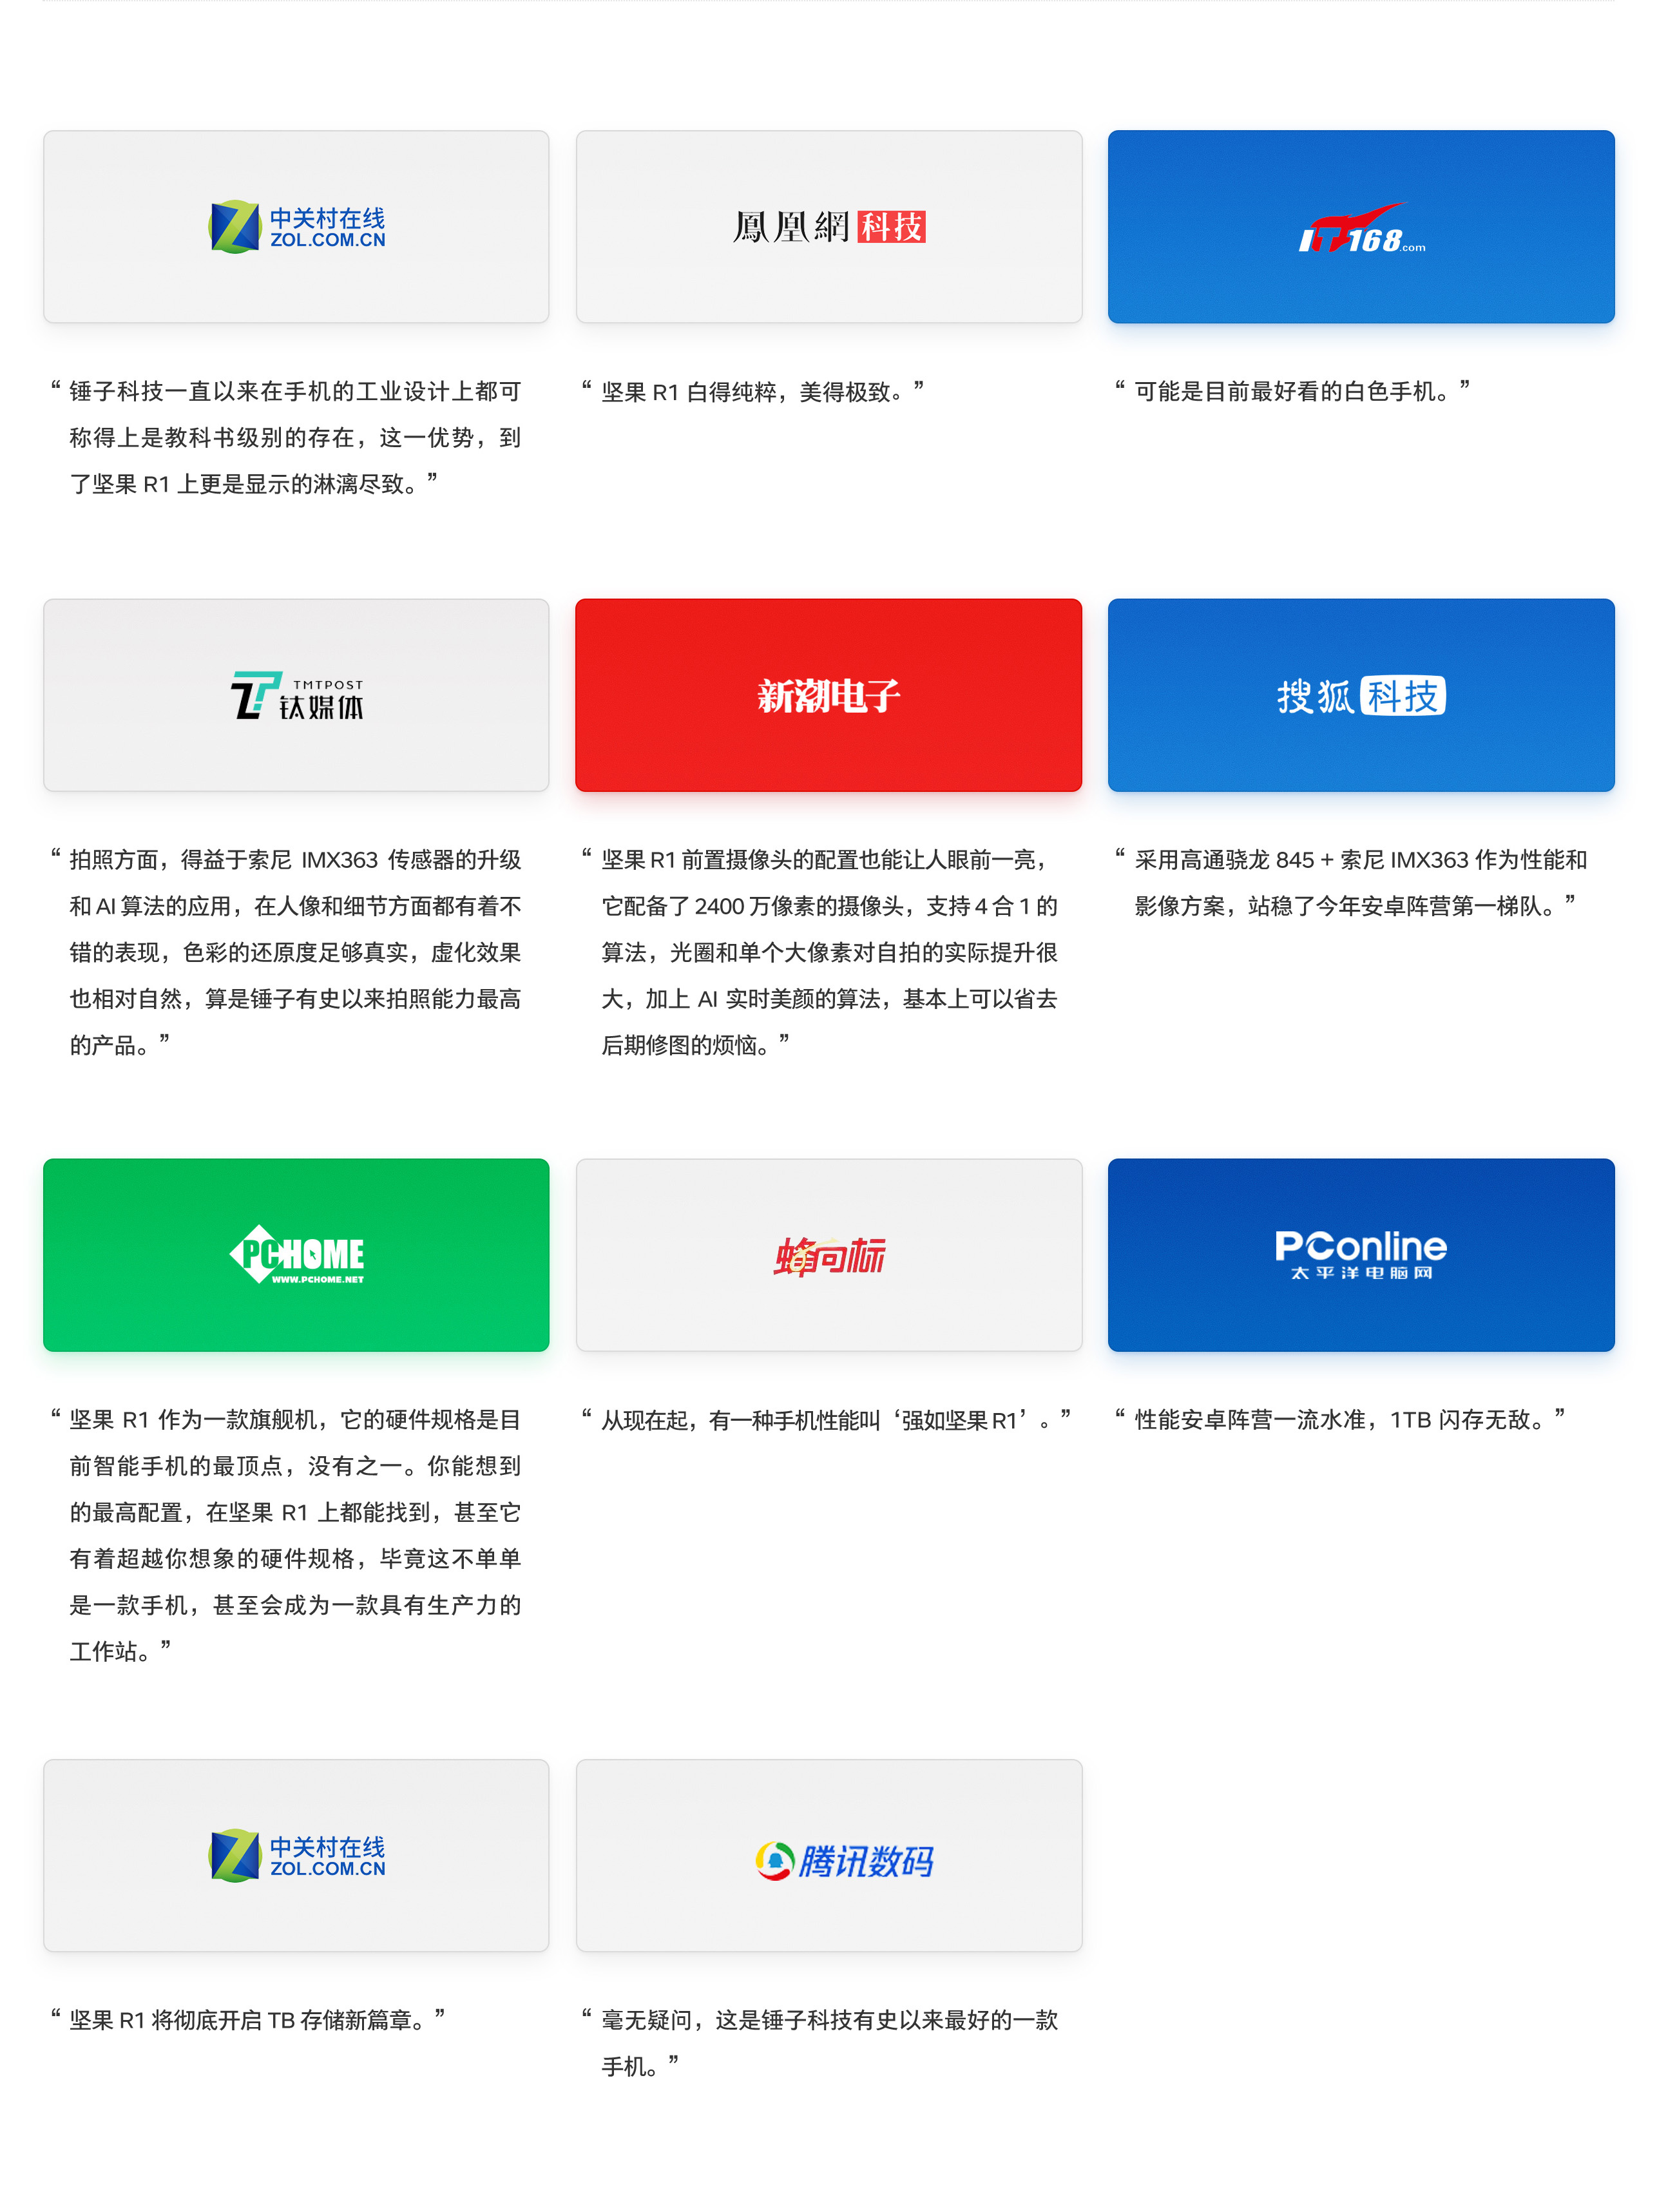 中关村在线
ZOL.COM.CN
“ 锤子科技一直以来在手机的工业设计上都可
称得上是教科书级别的存在，这一优势，到
了坚果 R1 上更是显示的淋漓尽致。”
鳳凰網 科技
“ 坚果 R1 白得纯粹，美得极致。”
IT168.com
“ 可能是目前最好看的白色手机。”
TMTPOST
钛媒体
“ 拍照方面，得益于索尼 IMX363 传感器的升级
和 AI 算法的应用，在人像和细节方面都有着不
错的表现，色彩的还原度足够真实，虚化效果
也相对自然，算是锤子有史以来拍照能力最高
的产品。”
新潮电子
“ 坚果 R1 前置摄像头的配置也能让人眼前一亮，
它配备了 2400 万像素的摄像头，支持 4 合 1 的
算法，光圈和单个大像素对自拍的实际提升很
大，加上 AI 实时美颜的算法，基本上可以省去
后期修图的烦恼。”
搜狐 科技
“ 采用高通骁龙 845 + 索尼 IMX363 作为性能和
影像方案，站稳了今年安卓阵营第一梯队。”
PCHOME
WWW.PCHOME.NET
“ 坚果 R1 作为一款旗舰机，它的硬件规格是目
前智能手机的最顶点，没有之一。你能想到
的最高配置，在坚果 R1 上都能找到，甚至它
有着超越你想象的硬件规格，毕竟这不单单
是一款手机，甚至会成为一款具有生产力的
工作站。”
蜂向标
“ 从现在起，有一种手机性能叫‘强如坚果 R1’。”
PConline
太平洋电脑网
“ 性能安卓阵营一流水准，1TB 闪存无敌。”
中关村在线
ZOL.COM.CN
“ 坚果 R1 将彻底开启 TB 存储新篇章。”
腾讯数码
“ 毫无疑问，这是锤子科技有史以来最好的一款
手机。”